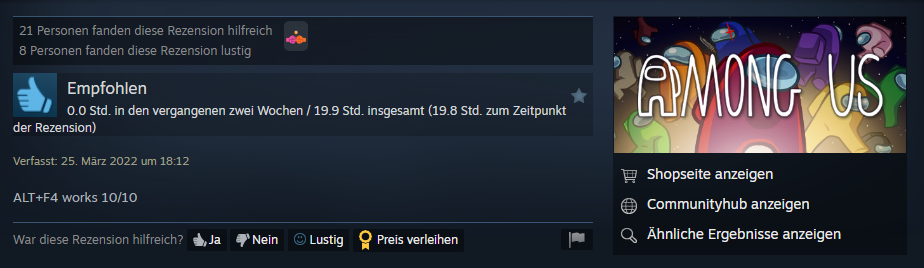 21 Personen fanden diese Rezension hilfreich
8 Personen fanden diese Rezension lustig
Empfohlen
0.0 Std. in den vergangenen zwei Wochen / 19.9 Std. insgesamt (19.8 Std. zum Zeitpunkt
der Rezension)
Verfasst: 25. März 2022 um 18:12
ALT+F4 works 10/10
War diese Rezension hilfreich? Ja Nein Lustig Preis verleihen
AMONG US
Shopseite anzeigen
Communityhub anzeigen
Ähnliche Ergebnisse anzeigen